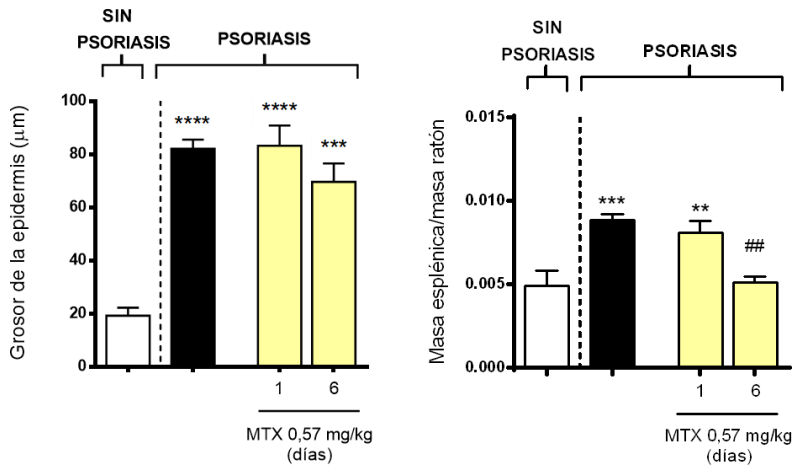 SIN
PSORIASIS
PSORIASIS
Grosor de la epidermis (µm)
100
80
60
40
20
0
****
****
***
1
6
MTX 0,57 mg/kg
(días)
SIN
PSORIASIS
PSORIASIS
Masa esplénica/masa ratón
0.015
0.010
0.005
0.000
***
**
##
1
6
MTX 0,57 mg/kg
(días)